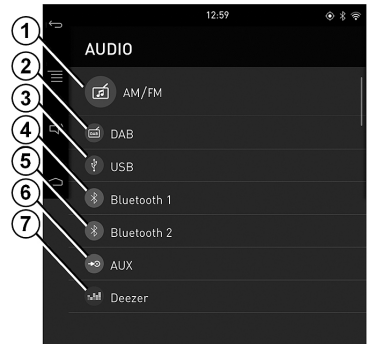 12:59
AUDIO
1
AM/FM
2
DAB
3
USB
4
Bluetooth 1
5
Bluetooth 2
6
AUX
7
Deezer